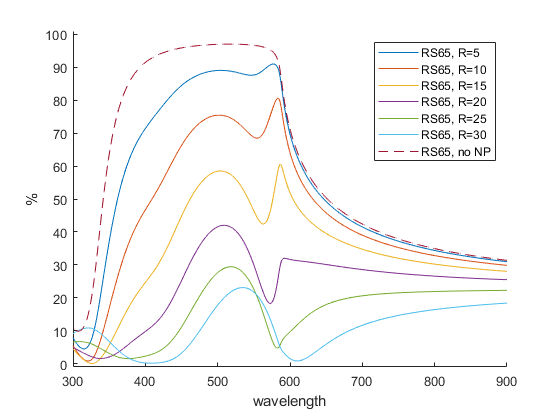 100
90
80
70
60
50
40
30
20
10
0
%
300 400 500 600 700 800 900
wavelength
RS65, R=5
RS65, R=10
RS65, R=15
RS65, R=20
RS65, R=25
RS65, R=30
RS65, no NP